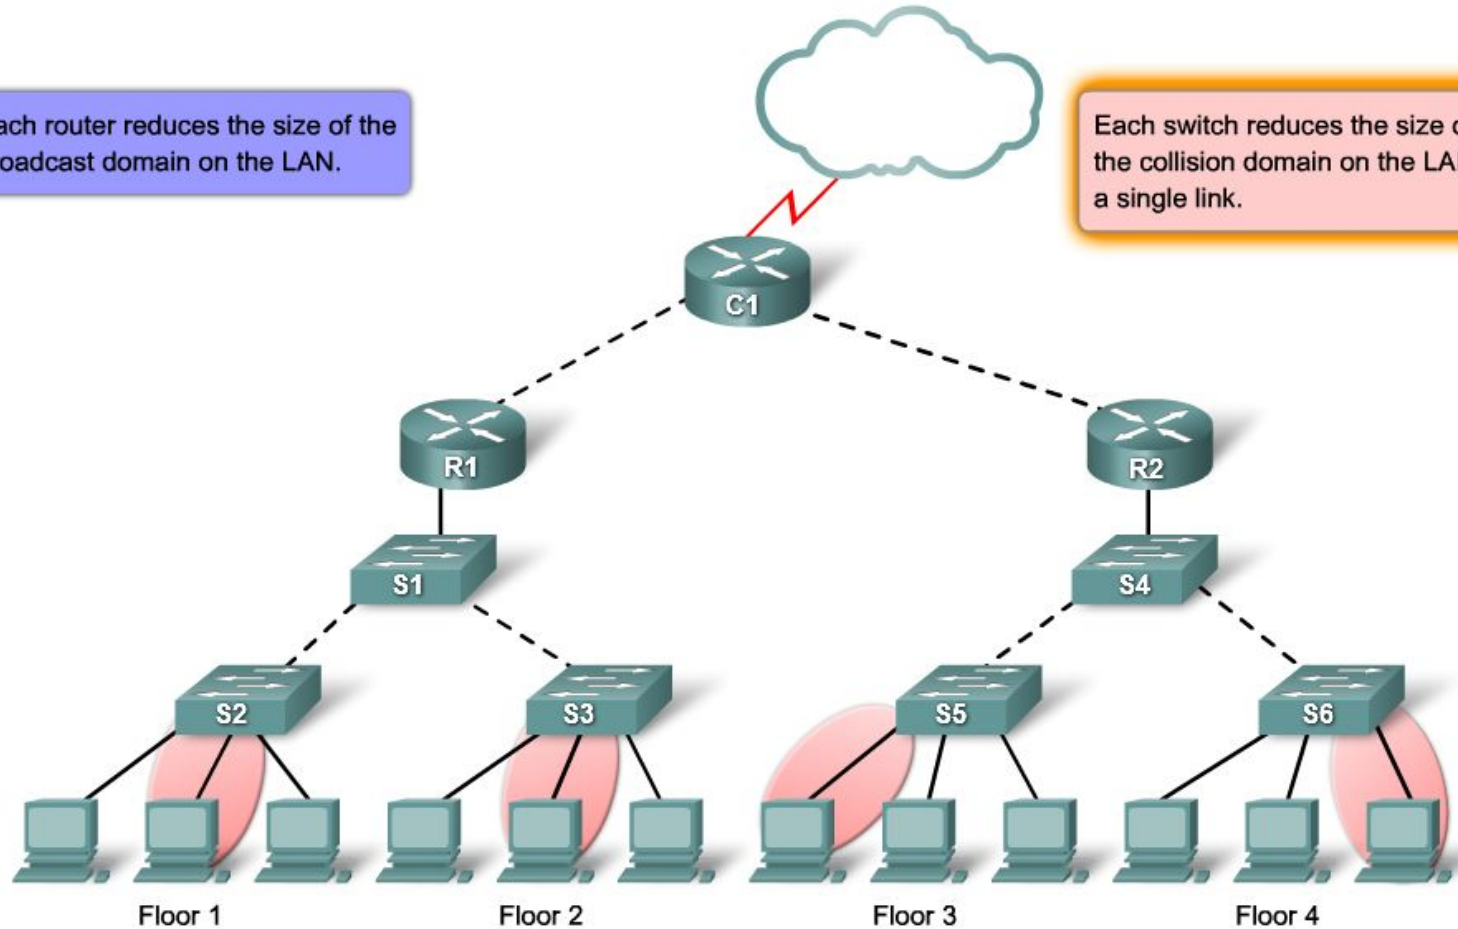 ach router reduces the size of the
oadcast domain on the LAN.
Each switch reduces the size
the collision domain on the
a single link.
C1
R1
R2
S1
S4
S2
S3
S5
S6
Floor 1
Floor 2
Floor 3
Floor 4